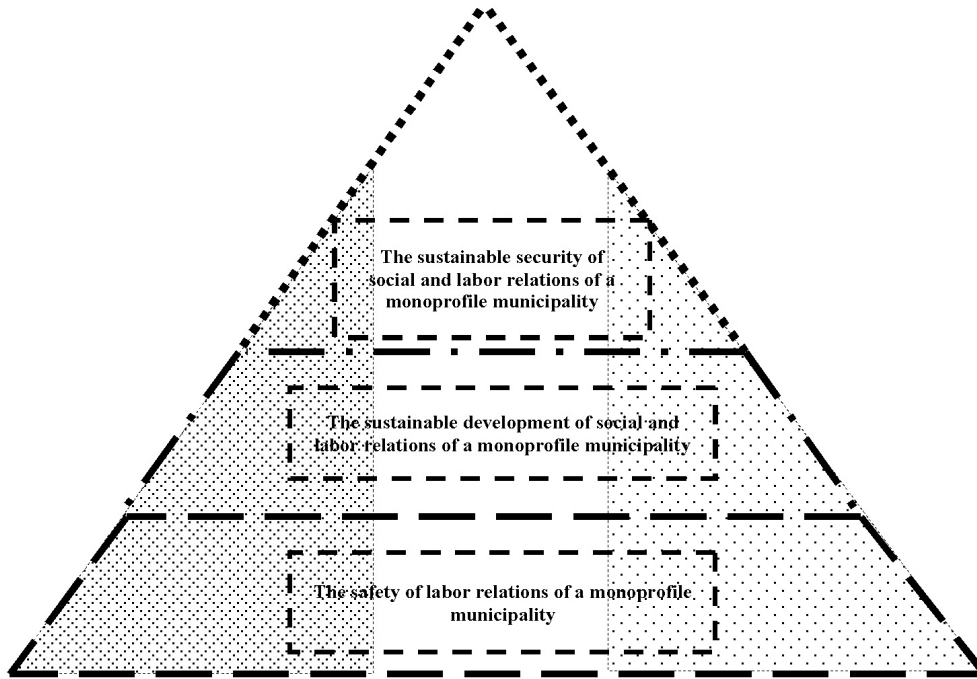 The sustainable security of
social and labor relations of a
monoprofile municipality
The sustainable development of social and
labor relations of a monoprofile municipality
The safety of labor relations of a monoprofile
municipality